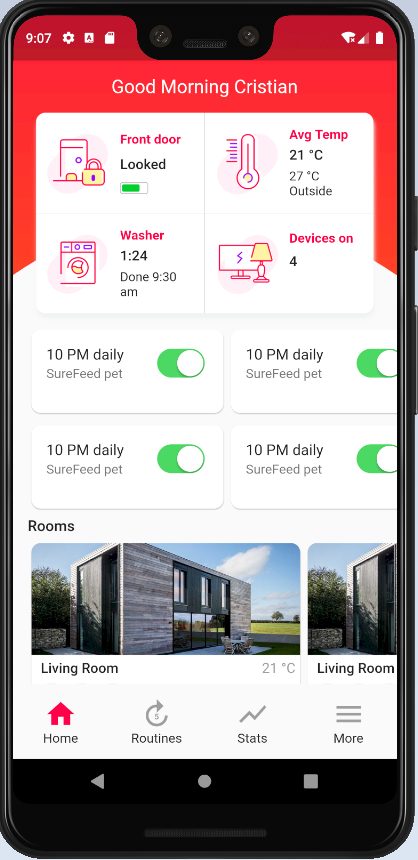 9:07
Good Morning Cristian
Front door
Looked
Avg Temp
21 °C
27 °C
Outside
Washer
1:24
Done 9:30
am
Devices on
4
10 PM daily
SureFeed pet
10 PM daily
SureFeed pet
10 PM daily
SureFeed pet
10 PM daily
SureFeed pet
Rooms
Living Room 21 °C
Living Room
5
Home Routines Stats More